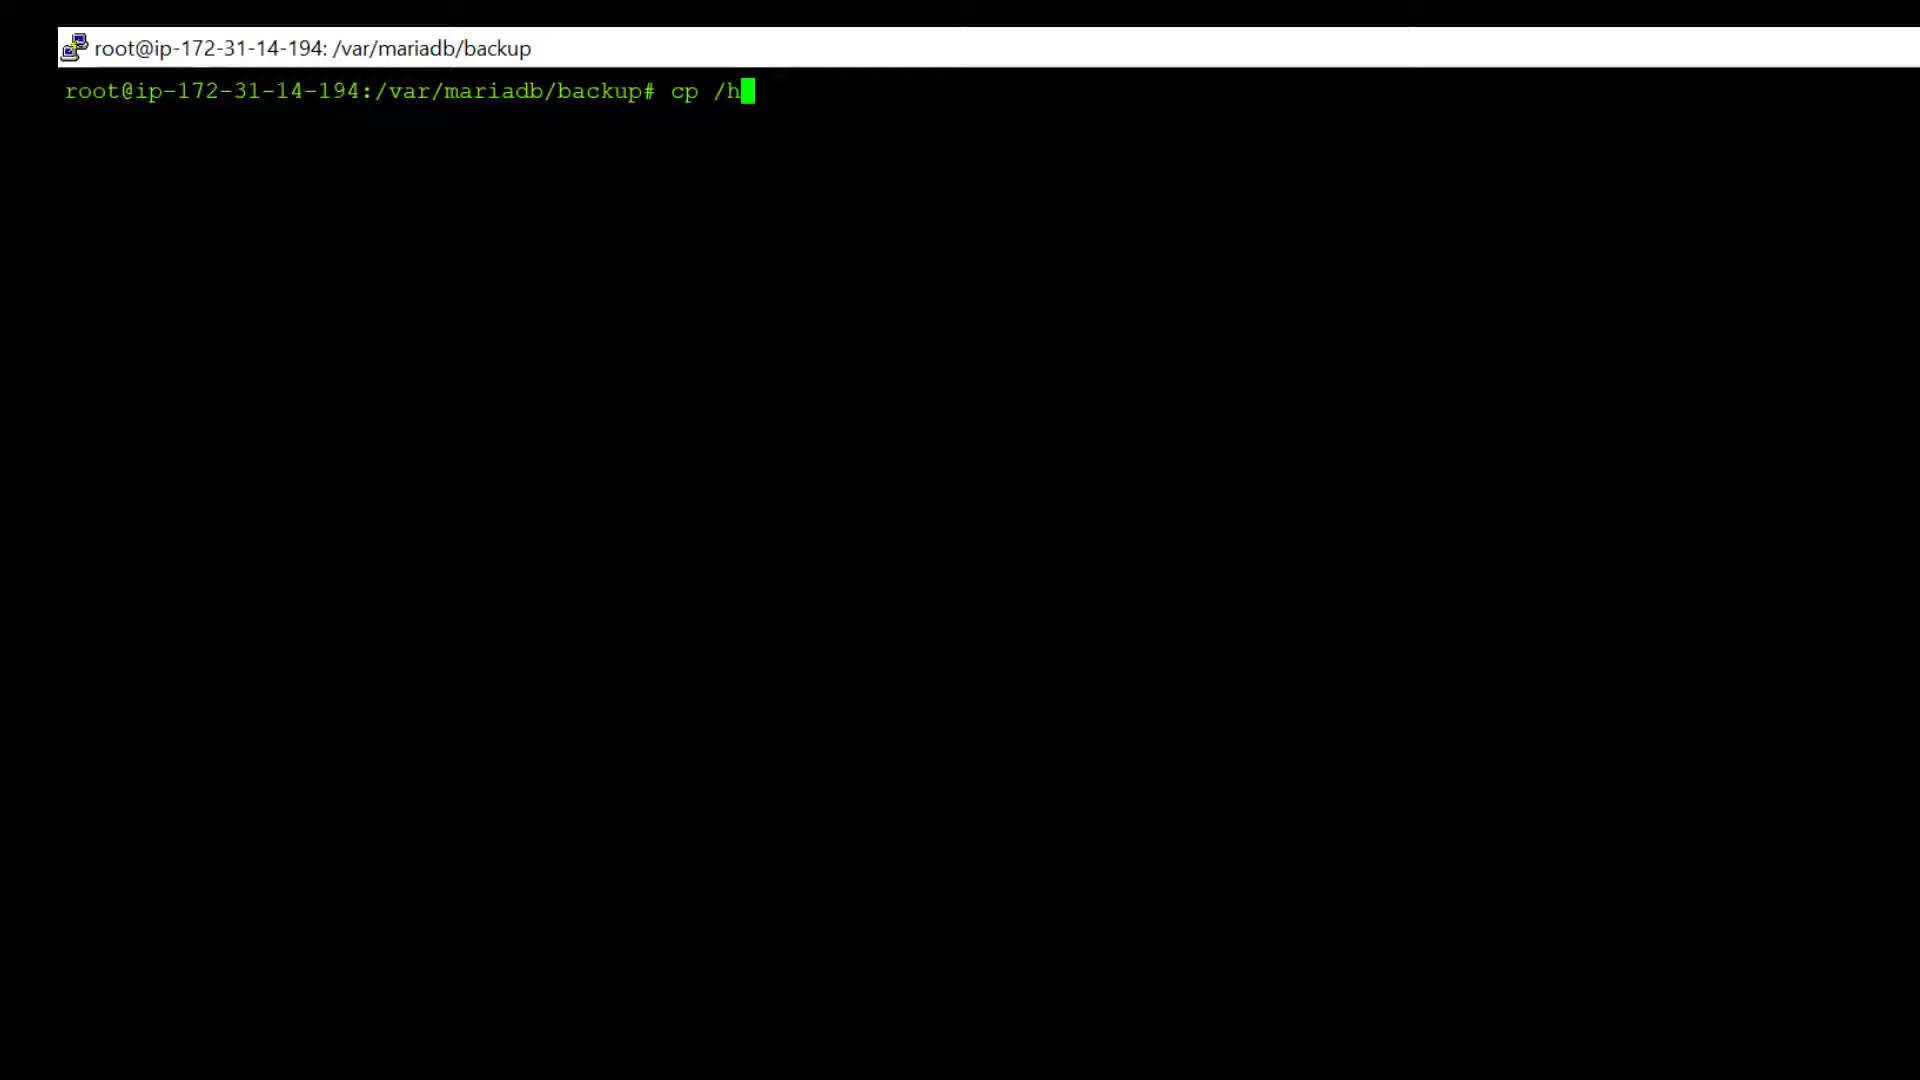 root@ip-172-31-14-194: /var/mariadb/backup
root@ip-172-31-14-194:/var/mariadb/backup# cp /h